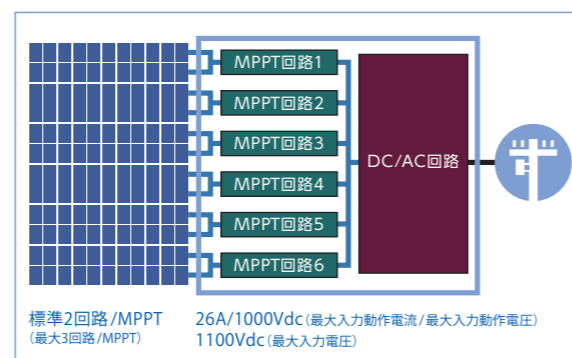 MPPT回路1
MPPT回路2
MPPT回路3
MPPT回路4
MPPT回路5
MPPT回路6
DC/AC回路
標準2回路/MPPT
(最大3回路/MPPT)
26A/1000Vdc(最大入力動作電流/最大入力動作電圧)
1100Vdc(最大入力電圧)